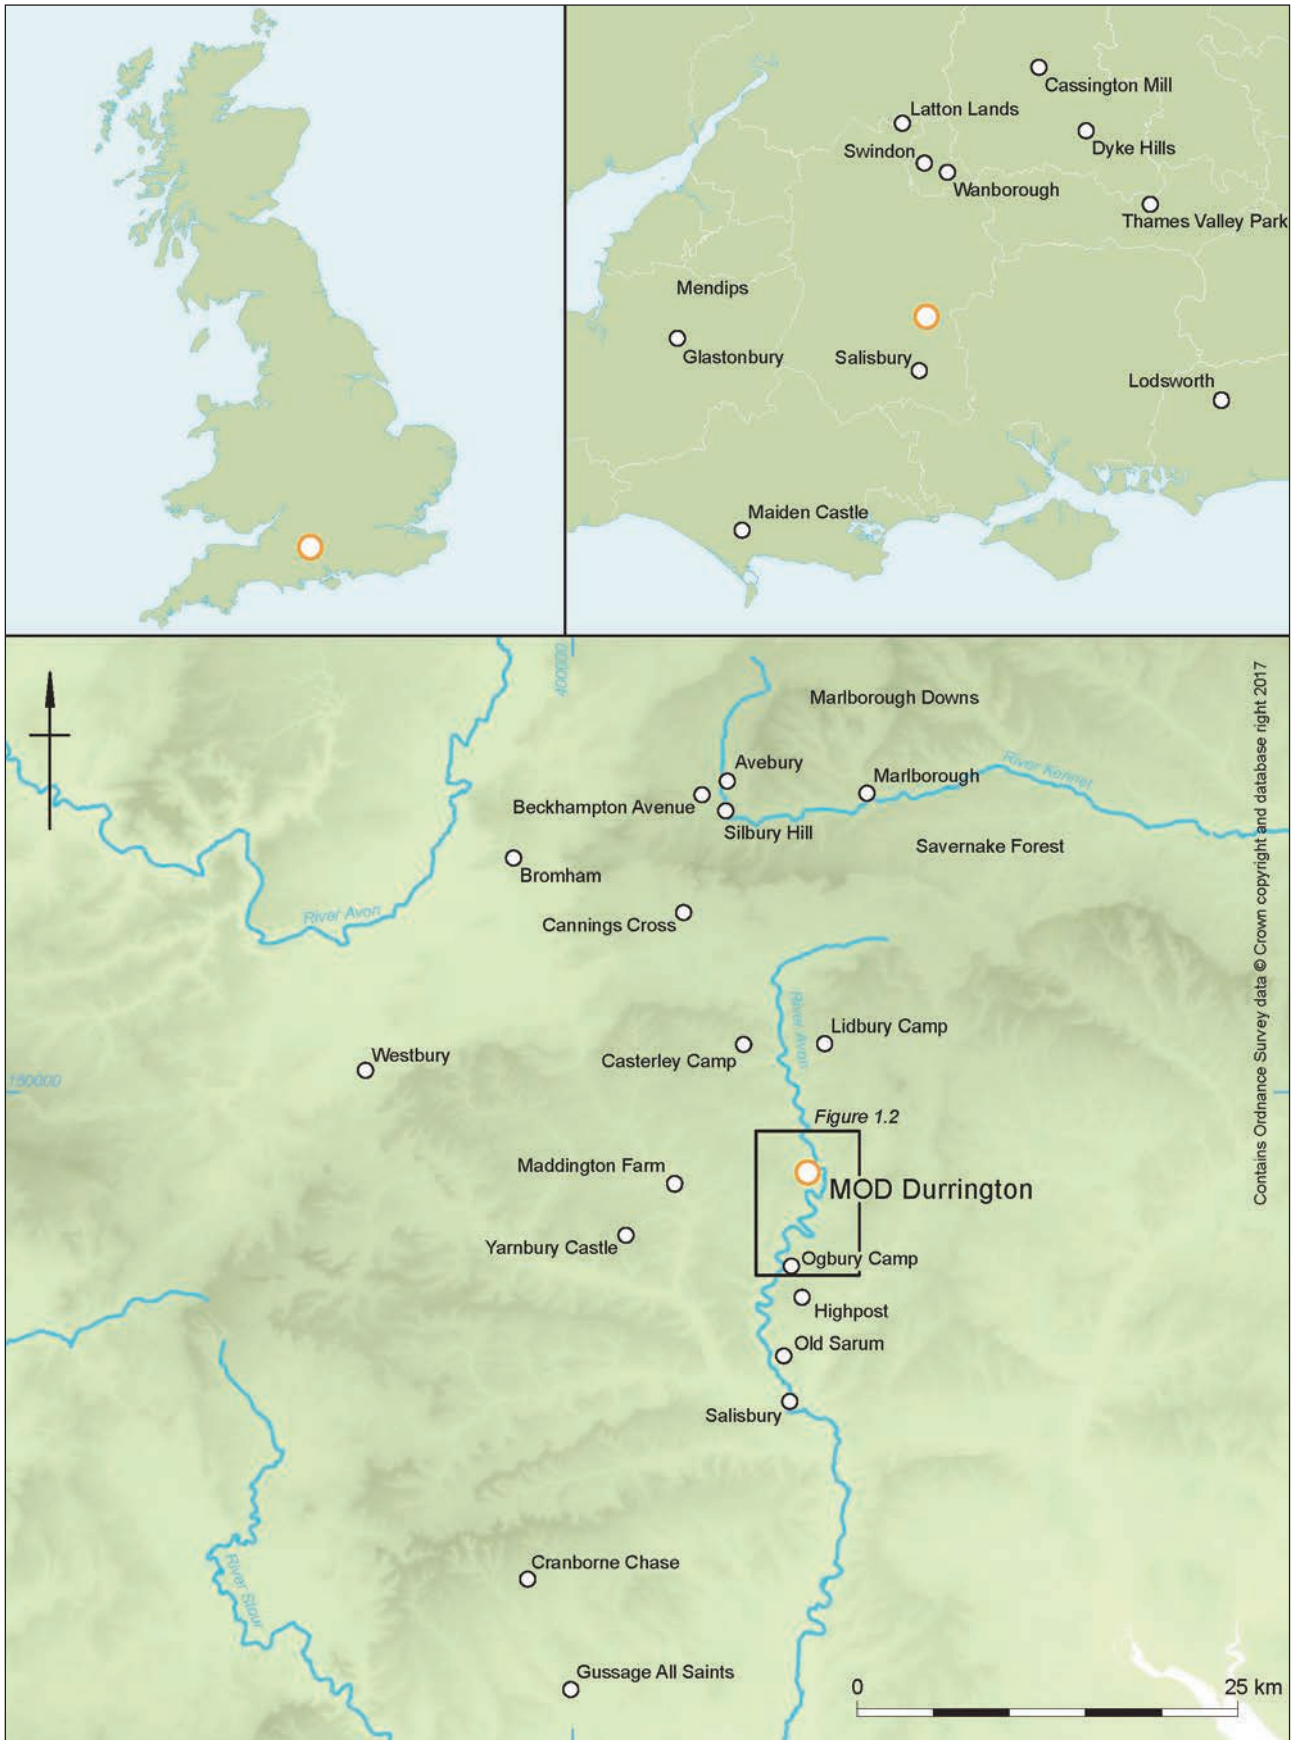 Cassington Mill
Latton Lands
Dyke Hills
Swindon
Wanborough
Thames Valley Park
Mendips
Glastonbury
Salisbury
Lodsworth
Maiden Castle
400000
Marlborough Downs
Avebury
River Kennet
Marlborough
Beckhampton Avenue
Silbury Hill
Savernake Forest
Bromham
River Avon
Cannings Cross
River Avon
Lidbury Camp
Casterley Camp
Westbury
150000
Figure 1.2
Maddington Farm
MOD Durrington
Yarnbury Castle
Ogbury Camp
Highpost
Old Sarum
Salisbury
Cranborne Chase
River Stour
Gussage All Saints
0 25 km
Contains Ordnance Survey data © Crown copyright and database right 2017